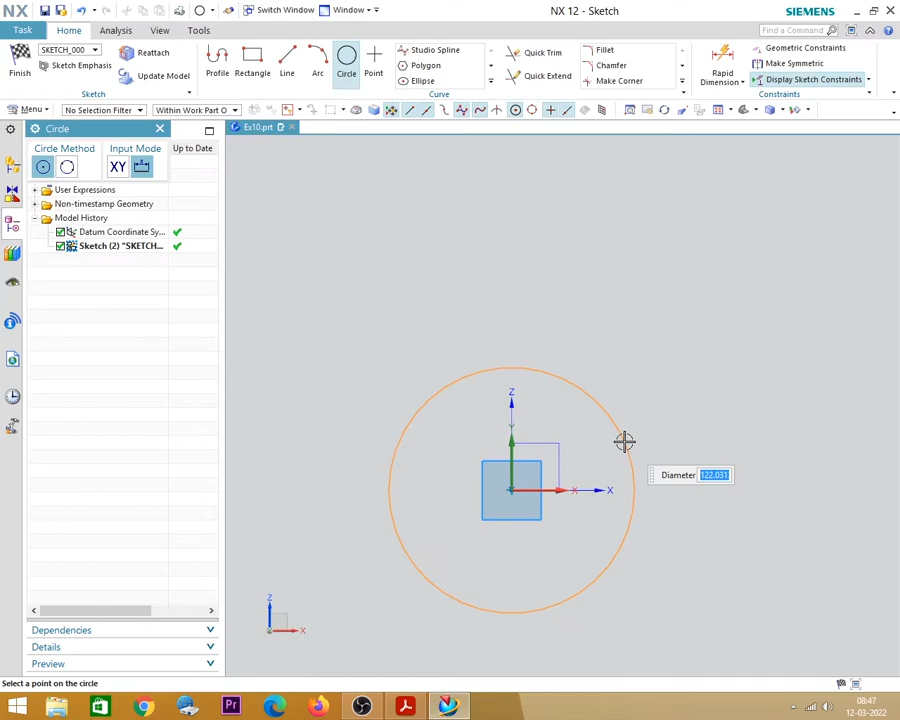 NX
Switch Window
Window
NX 12 - Sketch
SIEMENS
Task
Home
Analysis
View
Tools
Find a Command
Finish
SKETCH_000
Sketch Emphasis
Reattach
Update Model
Profile
Rectangle
Line
Arc
Circle
Point
Studio Spline
Polygon
Ellipse
Quick Trim
Quick Extend
Fillet
Chamfer
Make Corner
Rapid
Dimension
Geometric Constraints
Make Symmetric
Display Sketch Constraints
Sketch
Curve
Constraints
Menu
No Selection Filter
Within Work Part O
Circle
Ex10.prt
Circle Method
Input Mode
Up to Date
XY
User Expressions
Non-timestamp Geometry
Model History
Datum Coordinate Sy...
Sketch (2) "SKETCH...
Z
Y
X
X
Diameter 122.031
Z
X
Dependencies
Details
Preview
Select a point on the circle
Pr
08:47
12-03-2022